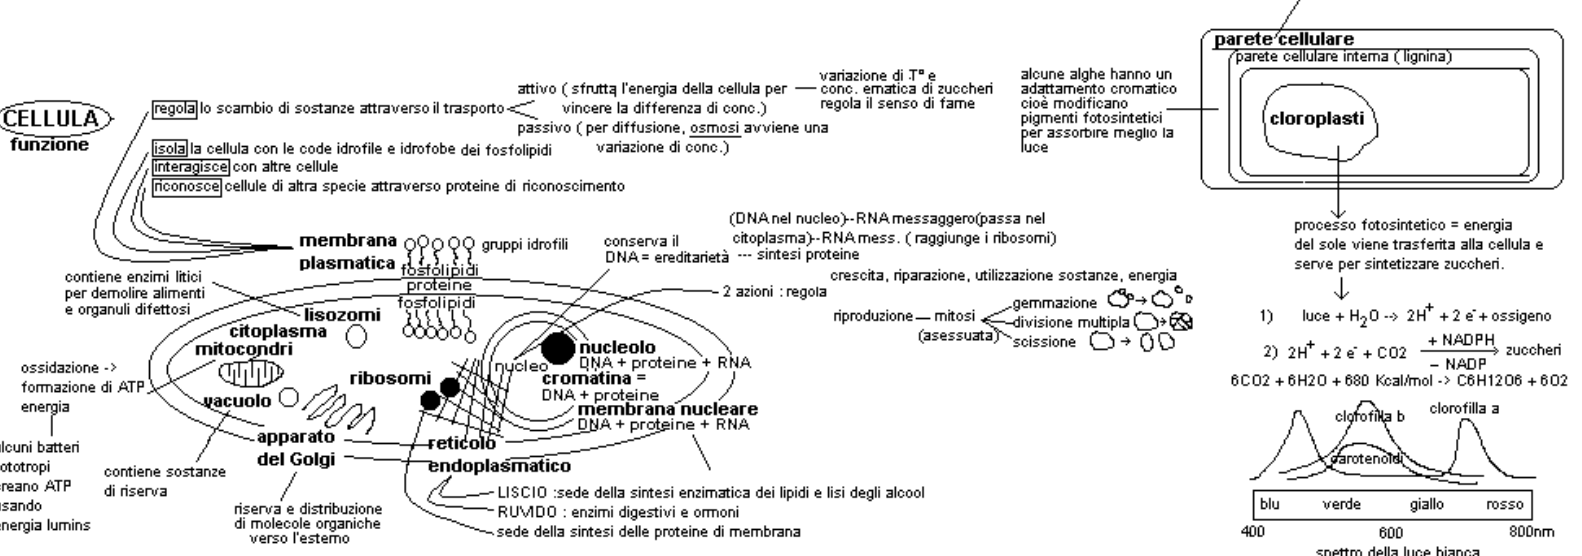 CELLULA
funzione
regola lo scambio di sostanze attraverso il trasporto
attivo ( sfrutta l'energia della cellula per
vincere la differenza di conc.)
passivo ( per diffusione, osmosi avviene una
variazione di conc.)
variazione di T° e
conc. ematica di zuccheri
regola il senso di fame
isola la cellula con le code idrofile e idrofobe dei fosfolipidi
interagisce con altre cellule
riconosce cellule di altra specie attraverso proteine di riconoscimento
membrana
plasmatica
gruppi idrofili
fosfolipidi
proteine
fosfolipidi
conserva il
DNA = ereditarietà
(DNA nel nucleo)--RNA messaggero(passa nel
citoplasma)--RNA mess. ( raggiunge i ribosomi)
--- sintesi proteine
2 azioni : regola
crescita, riparazione, utilizzazione sostanze, energia
riproduzione — mitosi
(asessuata)
gemmazione
divisione multipla
scissione
contiene enzimi litici
per demolire alimenti
e organuli difettosi
lisozomi
citoplasma
mitocondri
ossidazione ->
formazione di ATP
energia
alcuni batteri
fototropi
creano ATP
usando
energia lumins
vacuolo
contiene sostanze
di riserva
ribosomi
apparato
del Golgi
riserva e distribuzione
di molecole organiche
verso l'esterno
nucleo
nucleolo
DNA + proteine + RNA
cromatina =
DNA + proteine
membrana nucleare
DNA + proteine + RNA
reticolo
endoplasmatico
LISCIO :sede della sintesi enzimatica dei lipidi e lisi degli alcool
RUVIDO : enzimi digestivi e ormoni
sede della sintesi delle proteine di membrana
alcune alghe hanno un
adattamento cromatico
cioè modificano
pigmenti fotosintetici
per assorbire meglio la
luce
parete cellulare
parete cellulare interna ( lignina)
cloroplasti
processo fotosintetico = energia
del sole viene trasferita alla cellula e
serve per sintetizzare zuccheri.
1) luce + H2O --> 2H+ + 2 e- + ossigeno
2) 2H+ + 2 e- + CO2 + NADPH – NADP zuccheri
6CO2 + 6H2O + 680 Kcal/mol -> C6H12O6 + 6O2
clorofilla b
clorofilla a
carotenoidi
blu verde giallo rosso
400 600 800nm
spettro della luce bianca